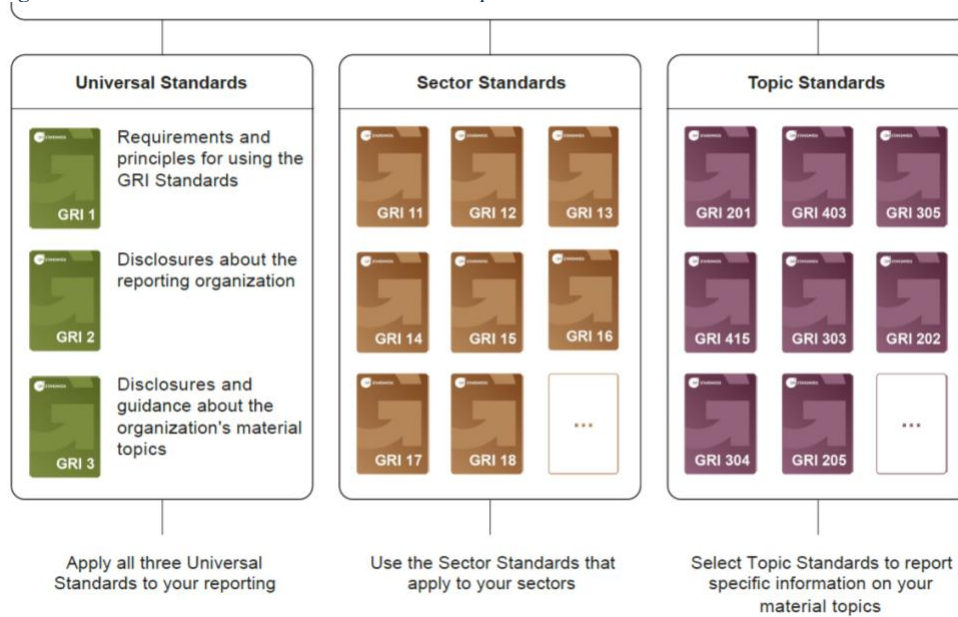 Universal Standards
Requirements and
principles for using the
GRI Standards
GRI 1
Disclosures about the
reporting organization
GRI 2
Disclosures and
guidance about the
organization's material
topics
GRI 3
Apply all three Universal
Standards to your reporting
Sector Standards
GRI 11
GRI 12
GRI 13
GRI 14
GRI 15
GRI 16
GRI 17
GRI 18
...
Use the Sector Standards that
apply to your sectors
Topic Standards
GRI 201
GRI 403
GRI 305
GRI 415
GRI 303
GRI 202
GRI 304
GRI 205
...
Select Topic Standards to report
specific information on your
material topics